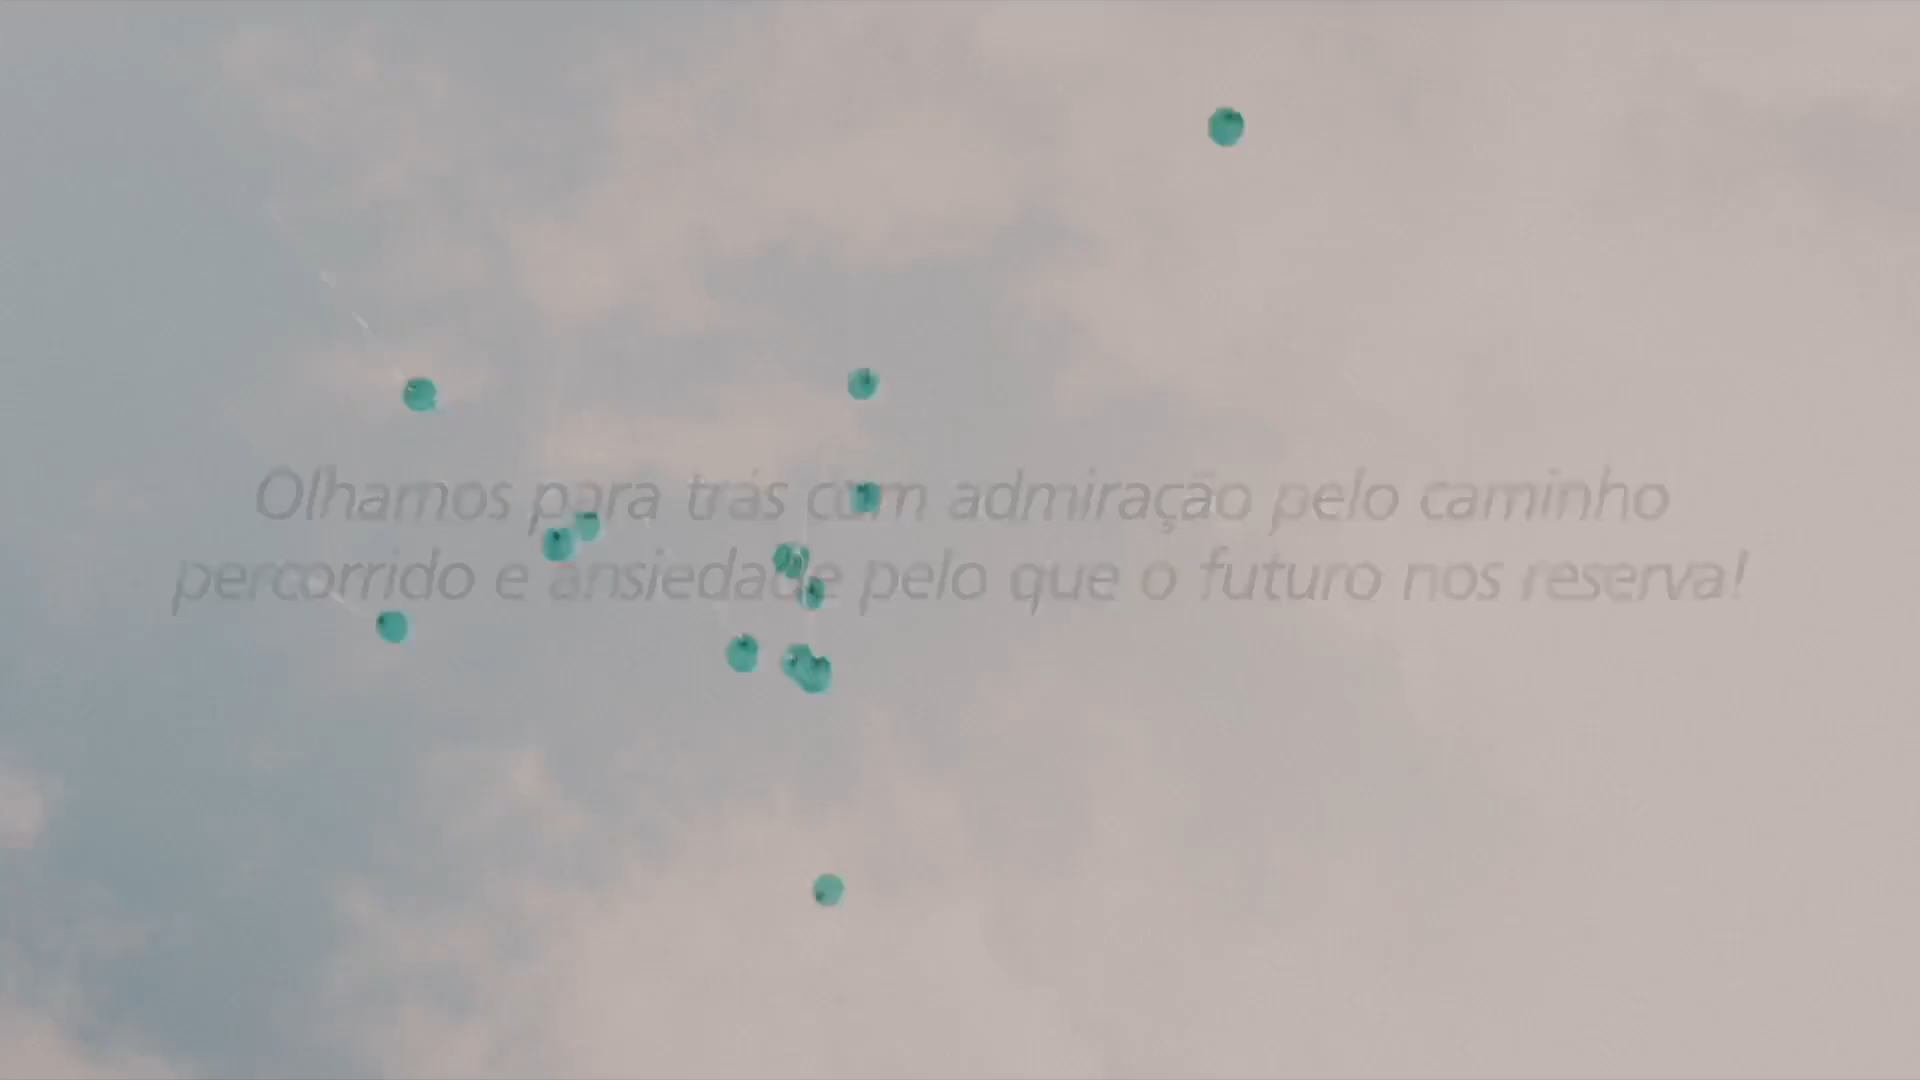 Olhamos para trás com admiração pelo caminho
percorrido e ansiedade pelo que o futuro nos reserva!